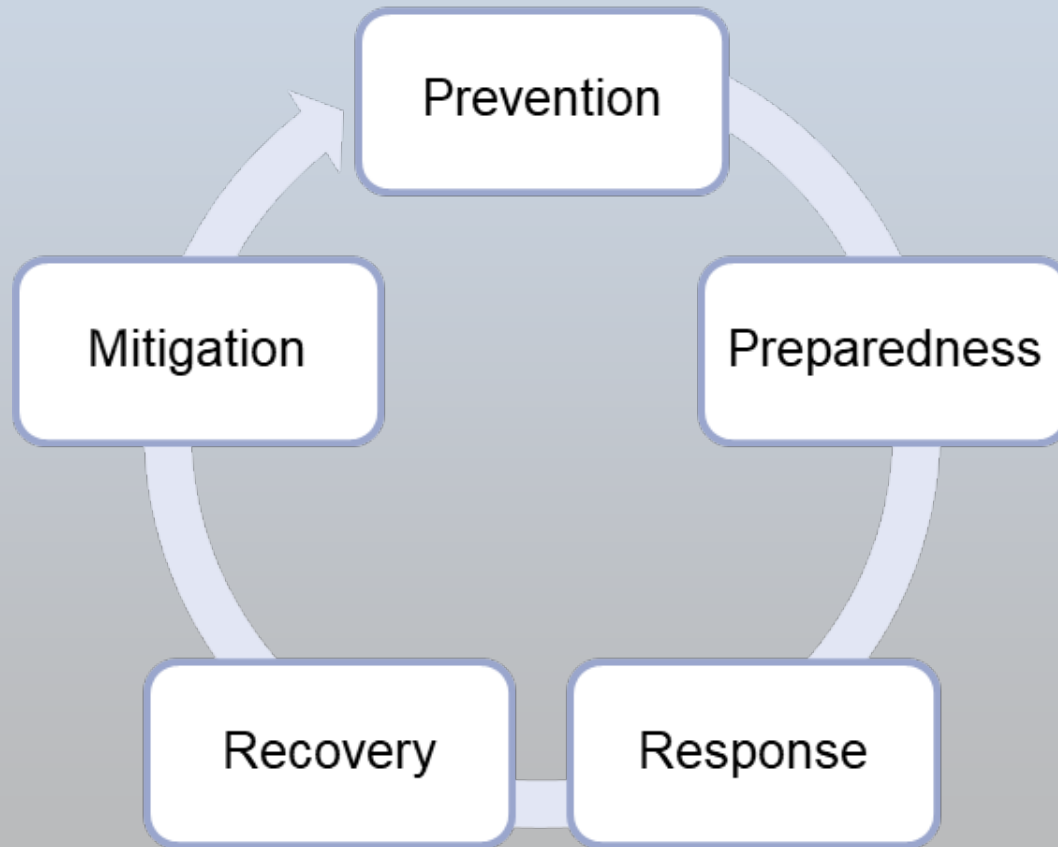 Prevention
Preparedness
Response
Recovery
Mitigation